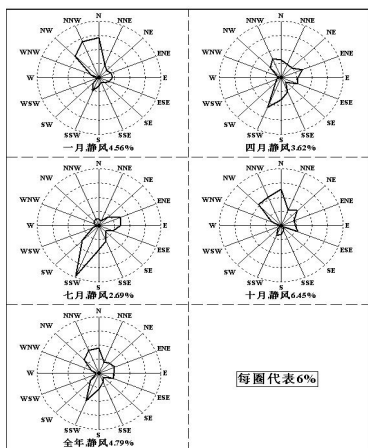 N
NNW NNE
NW NE
WNW ENE
W E
WSW ESE
SW SE
SSW S SSE
一月,静风4.56%
N
NNW NNE
NW NE
WNW ENE
W E
WSW ESE
SW SE
SSW S SSE
四月,静风3.62%
N
NNW NNE
NW NE
WNW ENE
W E
WSW ESE
SW SE
SSW S SSE
七月,静风2.69%
N
NNW NNE
NW NE
WNW ENE
W E
WSW ESE
SW SE
SSW S SSE
十月,静风6.45%
N
NNW NNE
NW NE
WNW ENE
W E
WSW ESE
SW SE
SSW S SSE
全年,静风4.79%
每圈代表6%